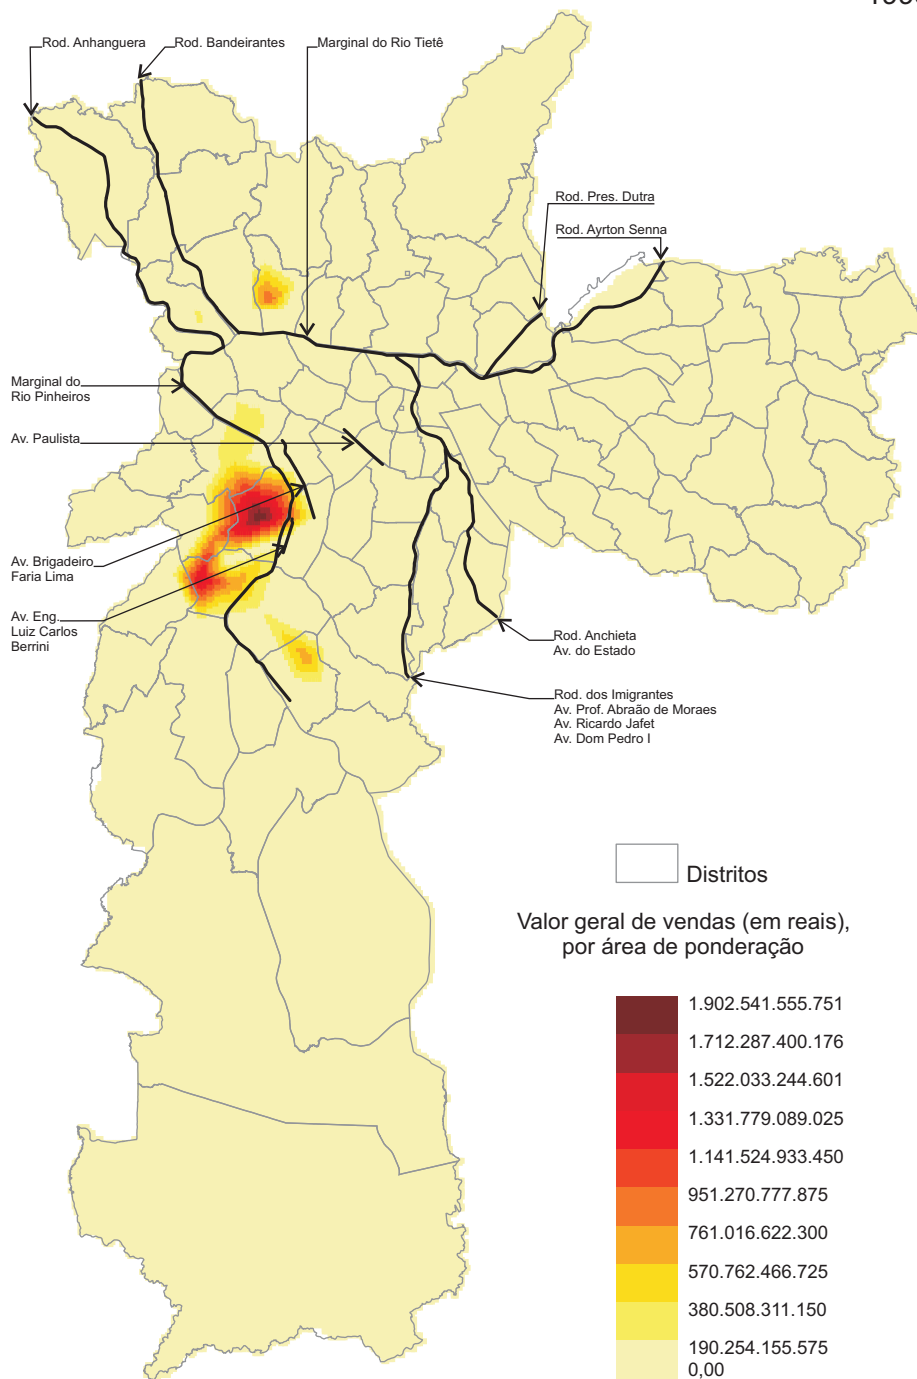 Rod. Anhanguera
Rod. Bandeirantes
Marginal do Rio Tietê
Rod. Pres. Dutra
Rod. Ayrton Senna
Marginal do
Rio Pinheiros
Av. Paulista
Av. Brigadeiro
Faria Lima
Av. Eng.
Luiz Carlos
Berrini
Rod. Anchieta
Av. do Estado
Rod. dos Imigrantes
Av. Prof. Abraão de Moraes
Av. Ricardo Jafet
Av. Dom Pedro I
Distritos
Valor geral de vendas (em reais),
por área de ponderação
1.902.541.555.751
1.712.287.400.176
1.522.033.244.601
1.331.779.089.025
1.141.524.933.450
951.270.777.875
761.016.622.300
570.762.466.725
380.508.311.150
190.254.155.575
0,00